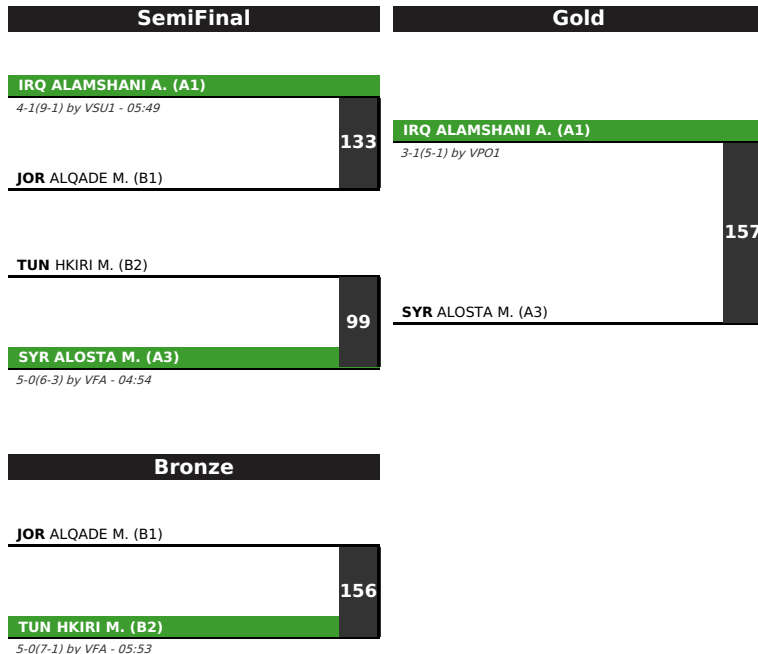 SemiFinal
IRQ ALAMSHANI A. (A1)
4-1(9-1) by VSU1 - 05:49
133
JOR ALQADE M. (B1)
TUN HKIRI M. (B2)
99
SYR ALOSTA M. (A3)
5-0(6-3) by VFA - 04:54
Gold
IRQ ALAMSHANI A. (A1)
3-1(5-1) by VPO1
157
SYR ALOSTA M. (A3)
Bronze
JOR ALQADE M. (B1)
156
TUN HKIRI M. (B2)
5-0(7-1) by VFA - 05:53